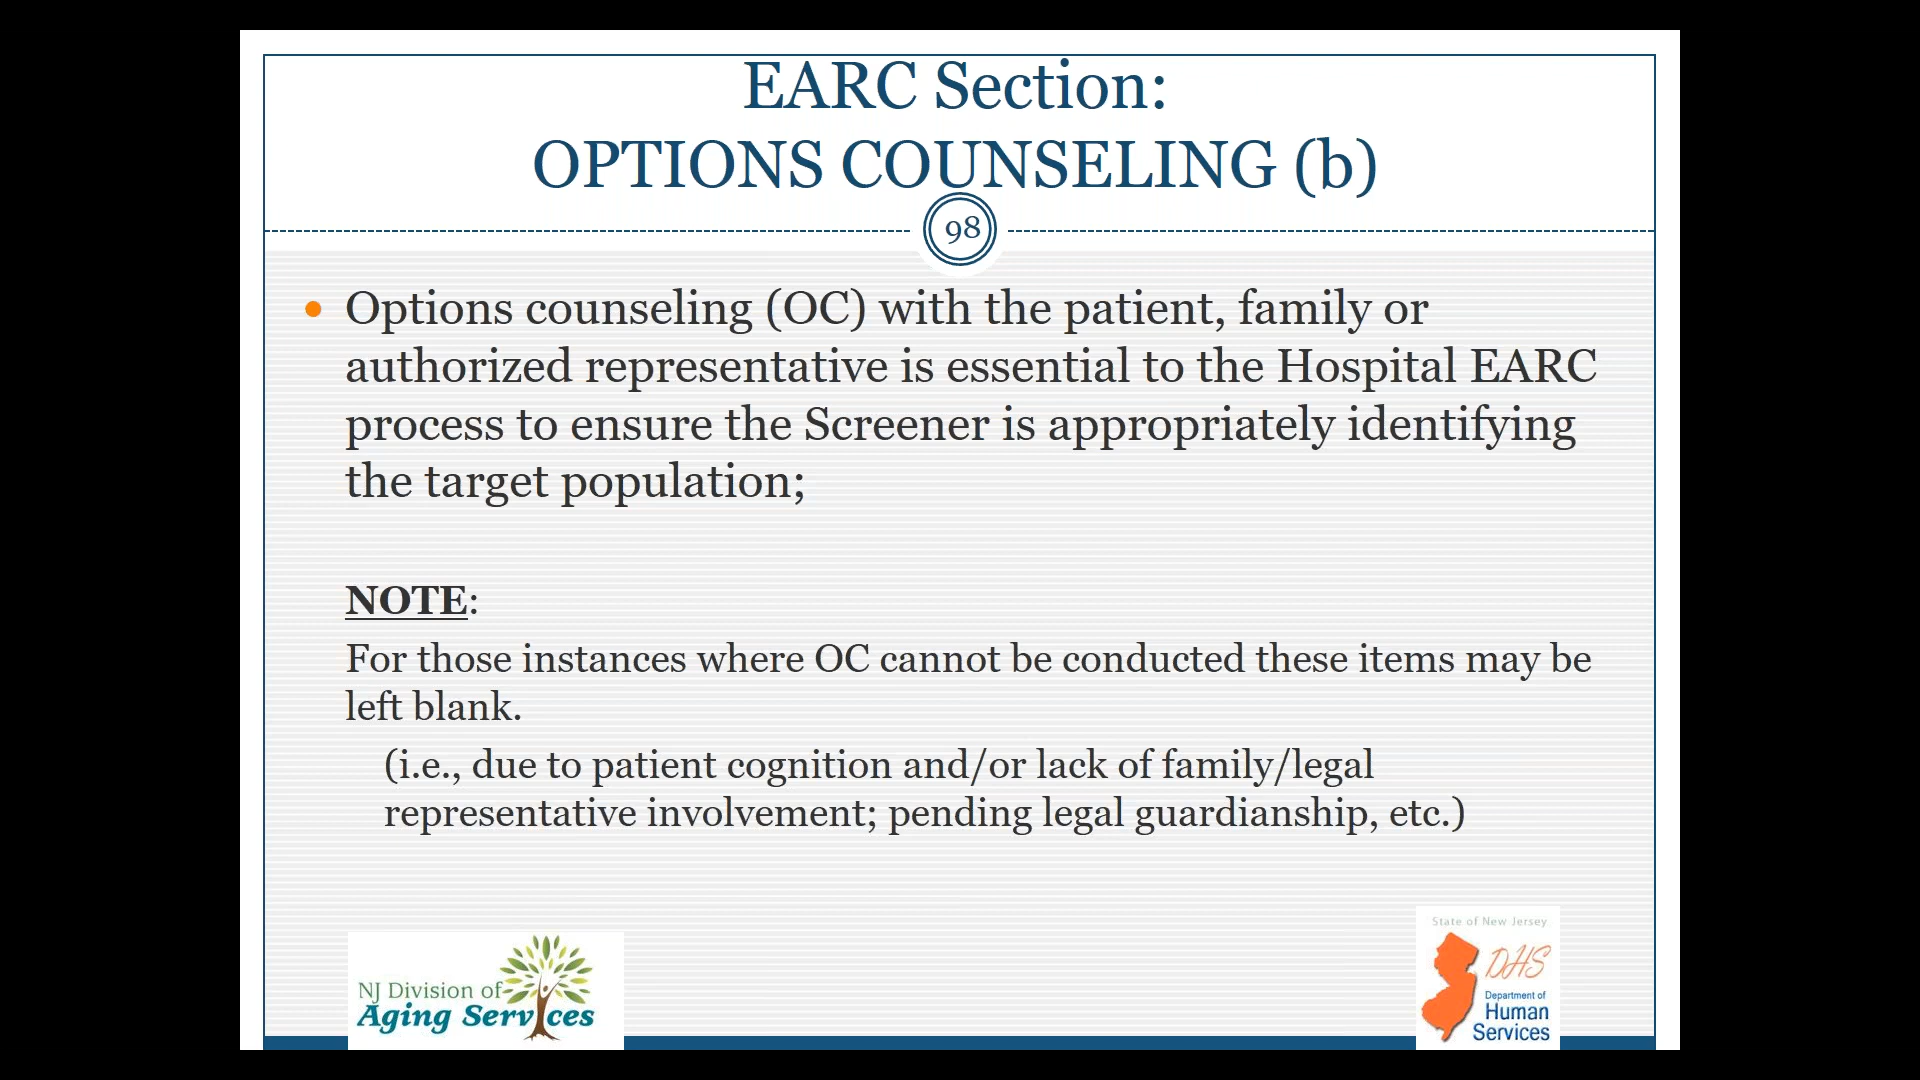 EARC Section:
OPTIONS COUNSELING (b)
98
• Options counseling (OC) with the patient, family or
authorized representative is essential to the Hospital EARC
process to ensure the Screener is appropriately identifying
the target population;
NOTE:
For those instances where OC cannot be conducted these items may be
left blank.
(i.e., due to patient cognition and/or lack of family/legal
representative involvement; pending legal guardianship, etc.)
NJ Division of
Aging Services
State of New Jersey
DHS
Department of
Human
Services